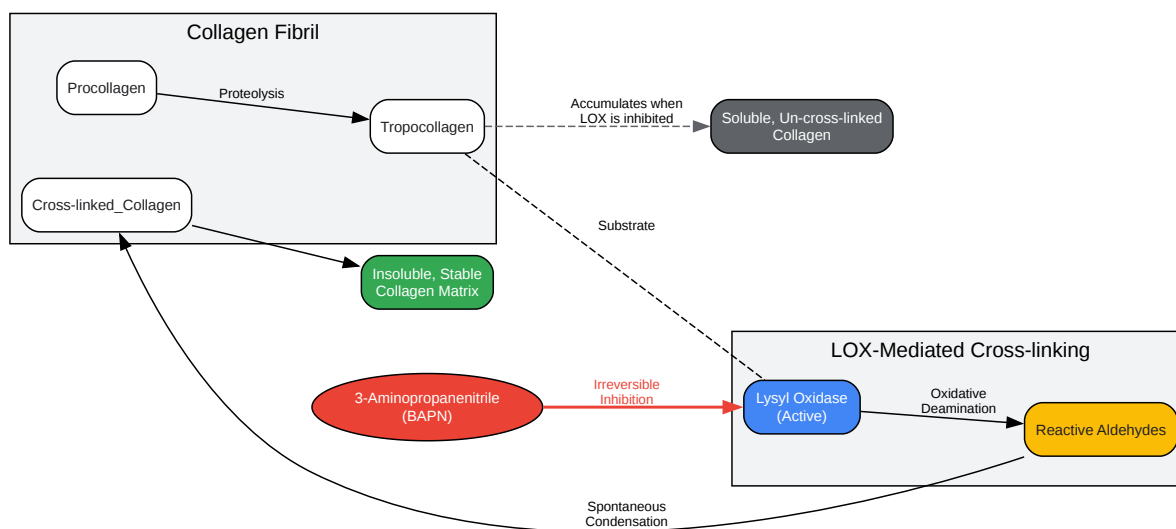 Collagen Fibril
Procollagen
Proteolysis
Tropocollagen
Accumulates when
LOX is inhibited
Soluble, Un-cross-linked
Collagen
Cross-linked_Collagen
Substrate
Insoluble, Stable
Collagen Matrix
LOX-Mediated Cross-linking
3-Aminopropanenitrile
(BAPN)
Irreversible
Inhibition
Lysyl Oxidase
(Active)
Oxidative
Deamination
Reactive Aldehydes
Spontaneous
Condensation